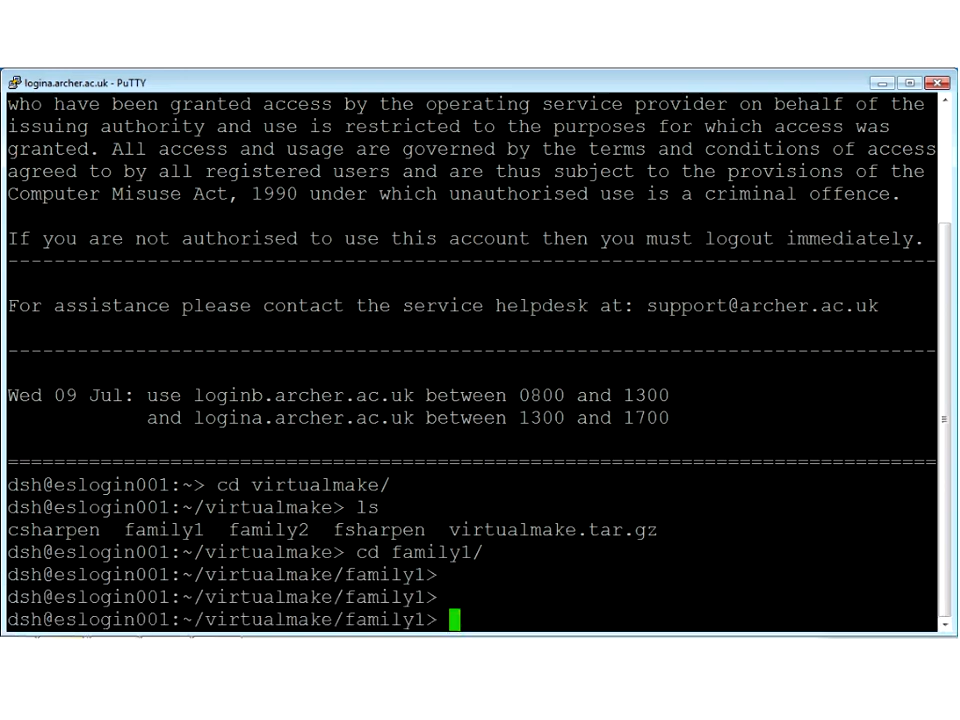 logina.archer.ac.uk - PuTTY
who have been granted access by the operating service provider on behalf of the
issuing authority and use is restricted to the purposes for which access was
granted. All access and usage are governed by the terms and conditions of access
agreed to by all registered users and are thus subject to the provisions of the
Computer Misuse Act, 1990 under which unauthorised use is a criminal offence.
If you are not authorised to use this account then you must logout immediately.
--------------------------------------------------------------------------------
For assistance please contact the service helpdesk at: support@archer.ac.uk
--------------------------------------------------------------------------------
Wed 09 Jul: use loginb.archer.ac.uk between 0800 and 1300
and logina.archer.ac.uk between 1300 and 1700
================================================================================
dsh@eslogin001:~> cd virtualmake/
dsh@eslogin001:~/virtualmake> ls
csharpen  family1  family2  fsharpen  virtualmake.tar.gz
dsh@eslogin001:~/virtualmake> cd family1/
dsh@eslogin001:~/virtualmake/family1>
dsh@eslogin001:~/virtualmake/family1>
dsh@eslogin001:~/virtualmake/family1>